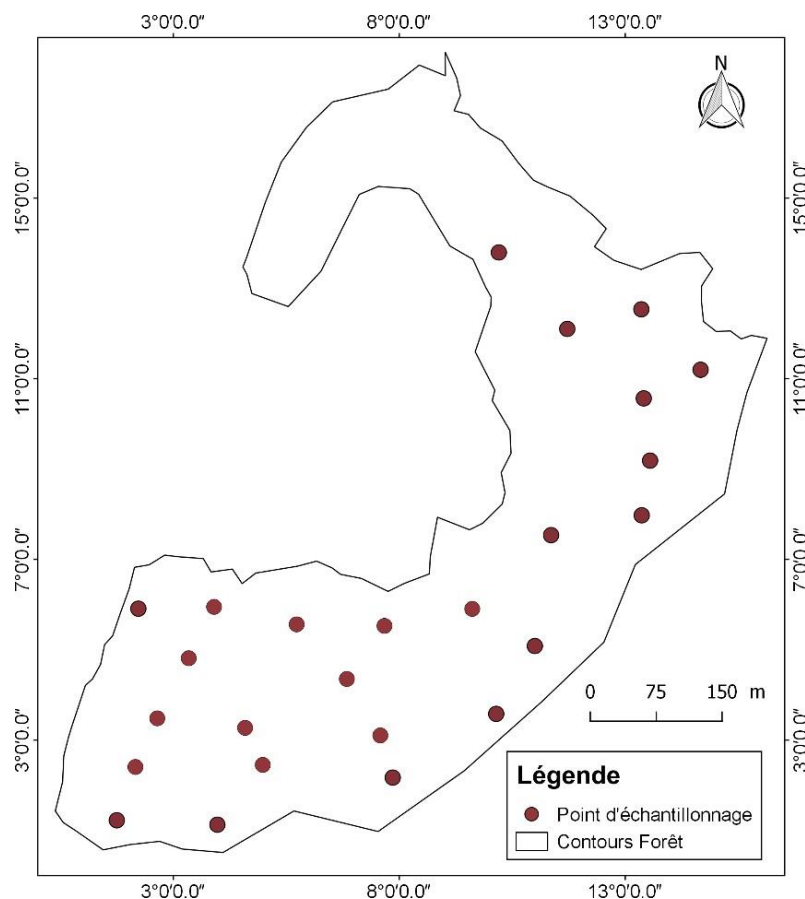 3°0′0.0″ 8°0′0.0″ 13°0′0.0″
N
15°0′0.0″ 15°0′0.0″
11°0′0.0″ 11°0′0.0″
7°0′0.0″ 7°0′0.0″
0 75 150 m
3°0′0.0″ 3°0′0.0″
Légende
Point d'échantillonnage
Contours Forêt
3°0′0.0″ 8°0′0.0″ 13°0′0.0″